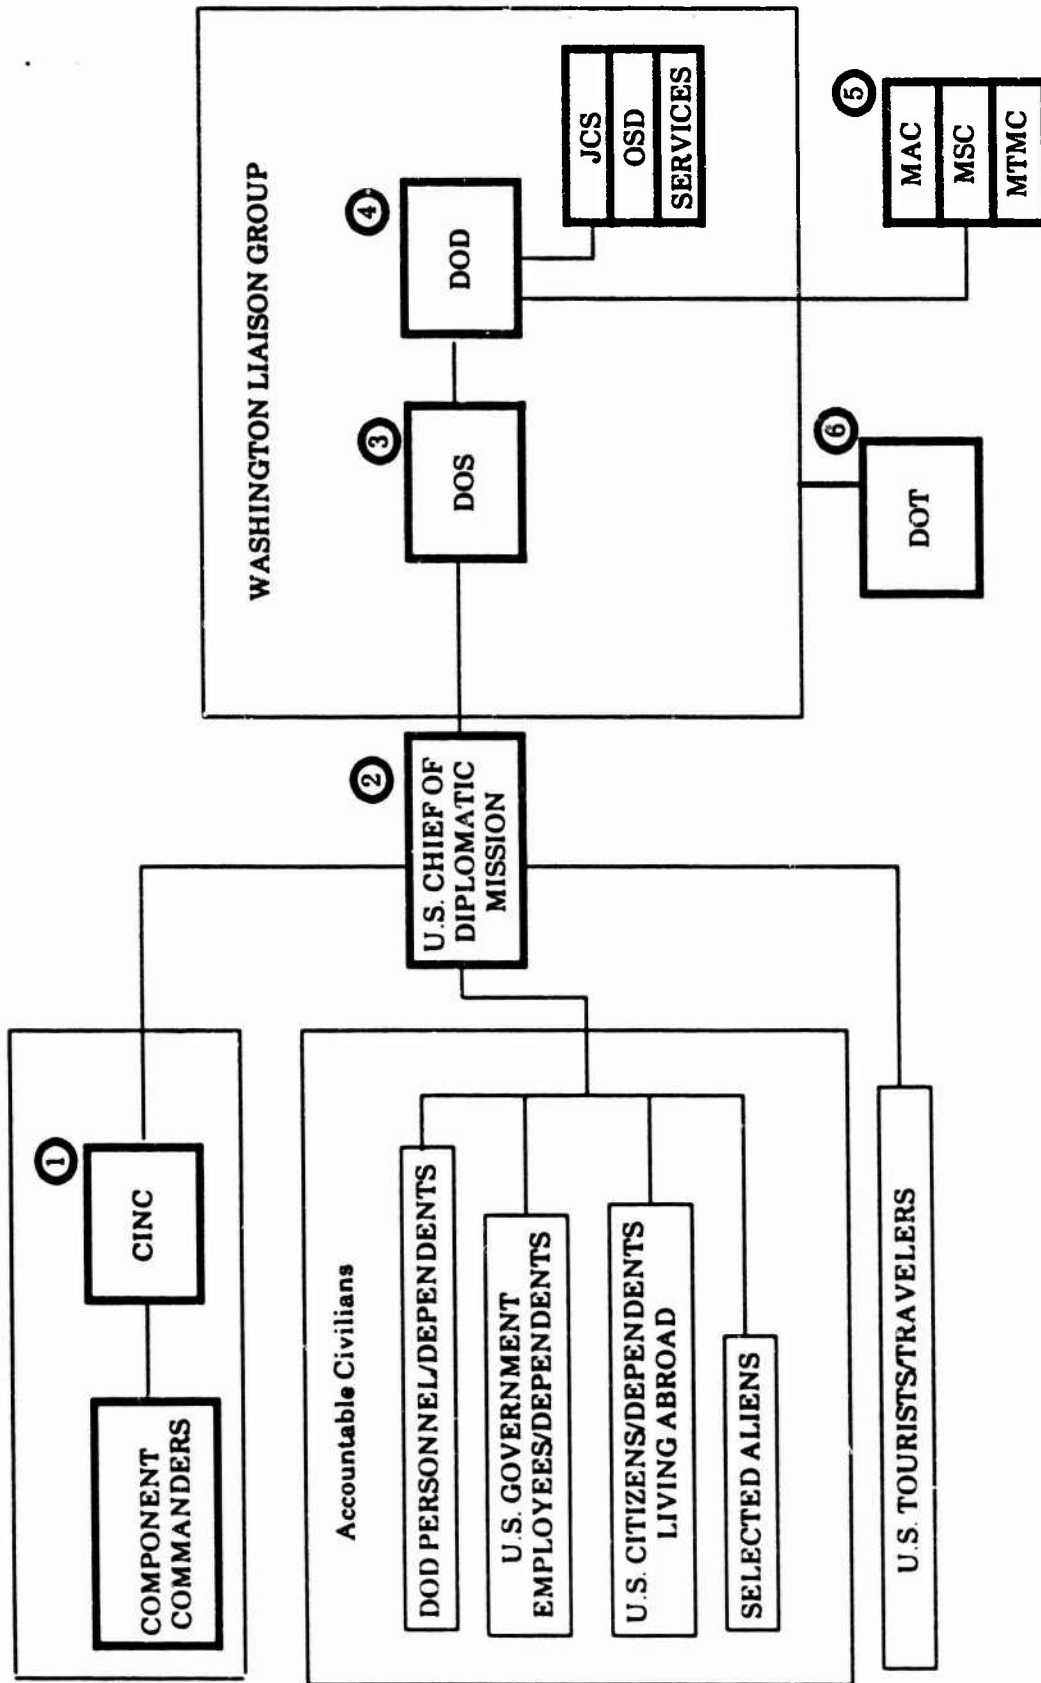 1
CINC
COMPONENT
COMMANDERS
Accountable Civilians
DOD PERSONNEL/DEPENDENTS
U.S. GOVERNMENT
EMPLOYEES/DEPENDENTS
U.S. CITIZENS/DEPENDENTS
LIVING ABROAD
SELECTED ALIENS
U.S. TOURISTS/TRAVELERS
2
U.S. CHIEF OF
DIPLOMATIC
MISSION
WASHINGTON LIAISON GROUP
3
DOS
4
DOD
JCS
OSD
SERVICES
5
MAC
MSC
MTMC
6
DOT